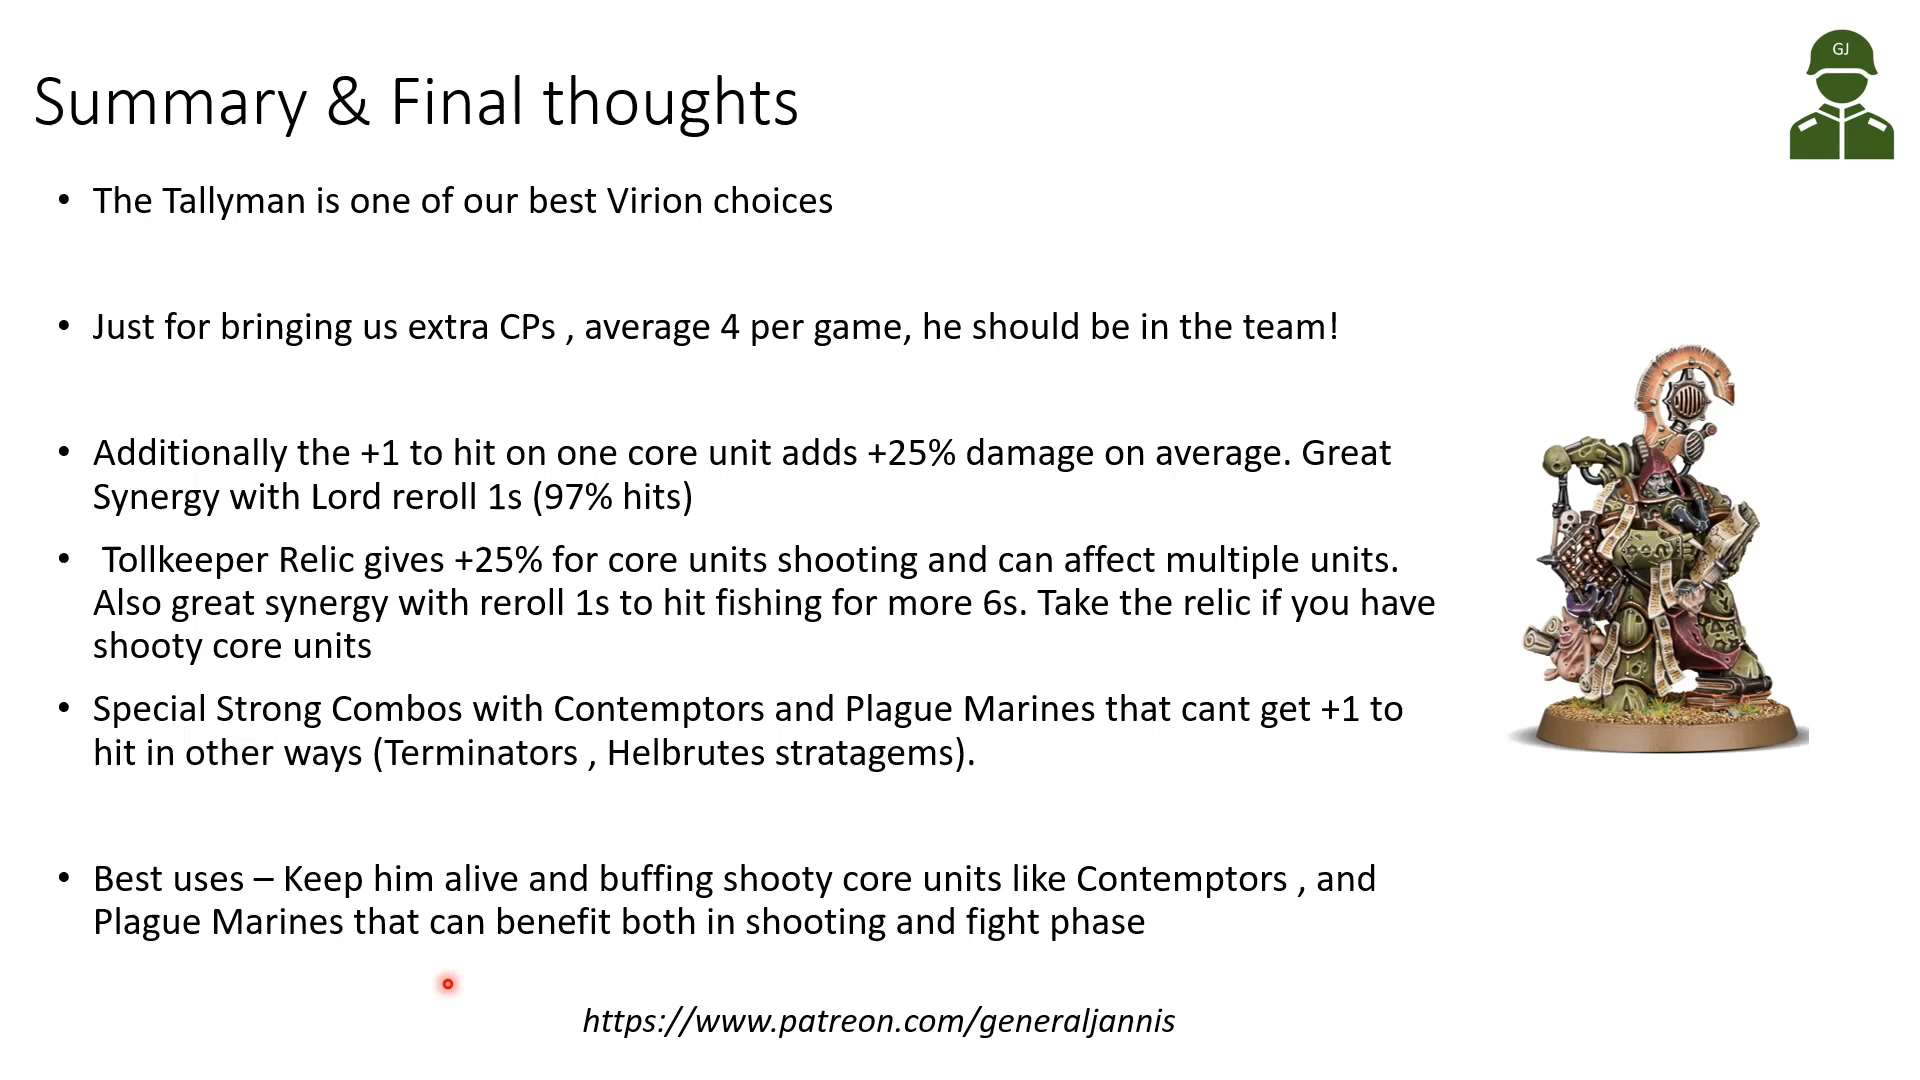 GJ
Summary & Final thoughts
• The Tallyman is one of our best Virion choices
• Just for bringing us extra CPs , average 4 per game, he should be in the team!
• Additionally the +1 to hit on one core unit adds +25% damage on average. Great
Synergy with Lord reroll 1s (97% hits)
• Tollkeeper Relic gives +25% for core units shooting and can affect multiple units.
Also great synergy with reroll 1s to hit fishing for more 6s. Take the relic if you have
shooty core units
• Special Strong Combos with Contemptors and Plague Marines that cant get +1 to
hit in other ways (Terminators , Helbrutes stratagems).
• Best uses – Keep him alive and buffing shooty core units like Contemptors , and
Plague Marines that can benefit both in shooting and fight phase
https://www.patreon.com/generaljannis